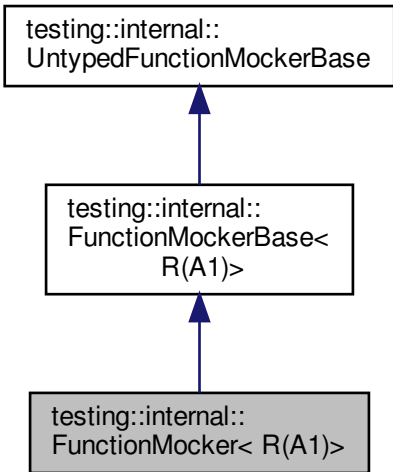 testing::internal::
UntypedFunctionMockerBase
testing::internal::
FunctionMockerBase<
R(A1)>
testing::internal::
FunctionMocker< R(A1)>